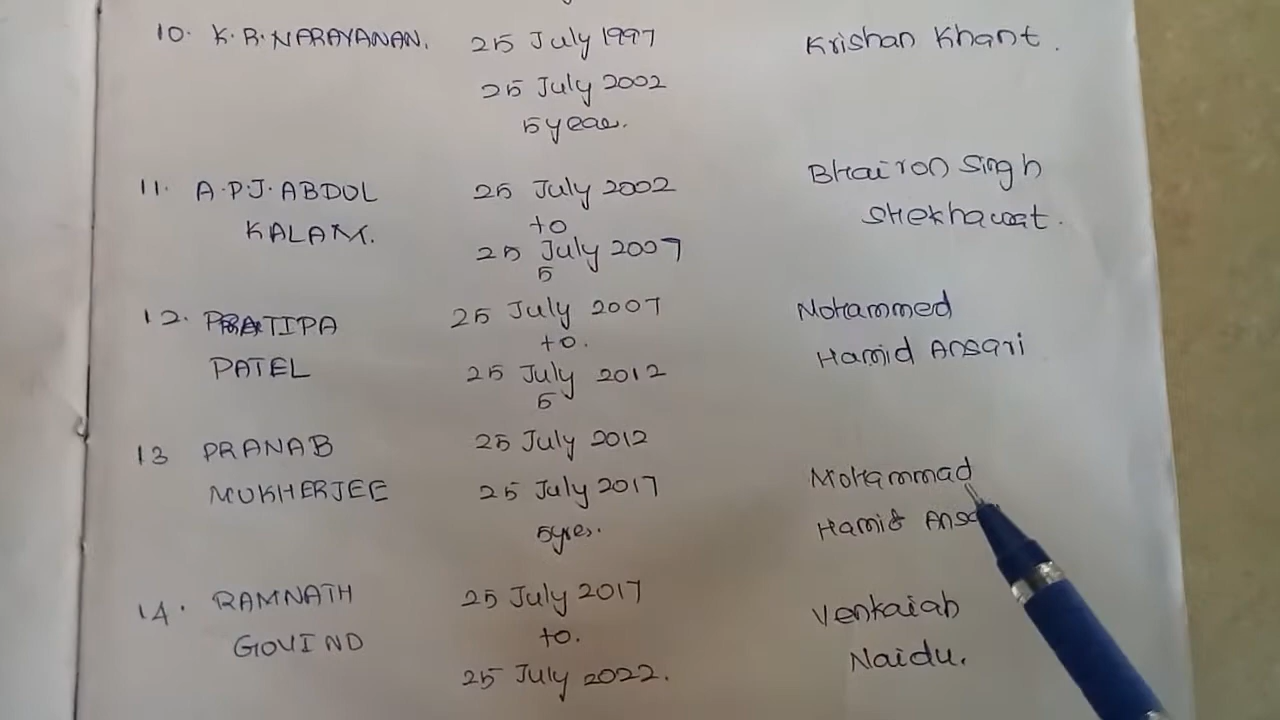 10. K.R.NARAYANAN. 25 July 1997 Krishan Khant.
25 July 2002
5 year.
11. A.P.J. ABDUL 25 July 2002 Bhairon Singh
KALAM. to Shekhawat.
25 July 2007
5
12. PRATIPA 25 July 2007 Mohammed
PATEL to. Hamid Ansari
25 July 2012
5
13 PRANAB 25 July 2012
MUKHERJEE 25 July 2017 Mohammad
5yrs. Hamid
14. RAMNATH 25 July 2017 Venkaiah
GOVIND to. Naidu.
25 July 2022.